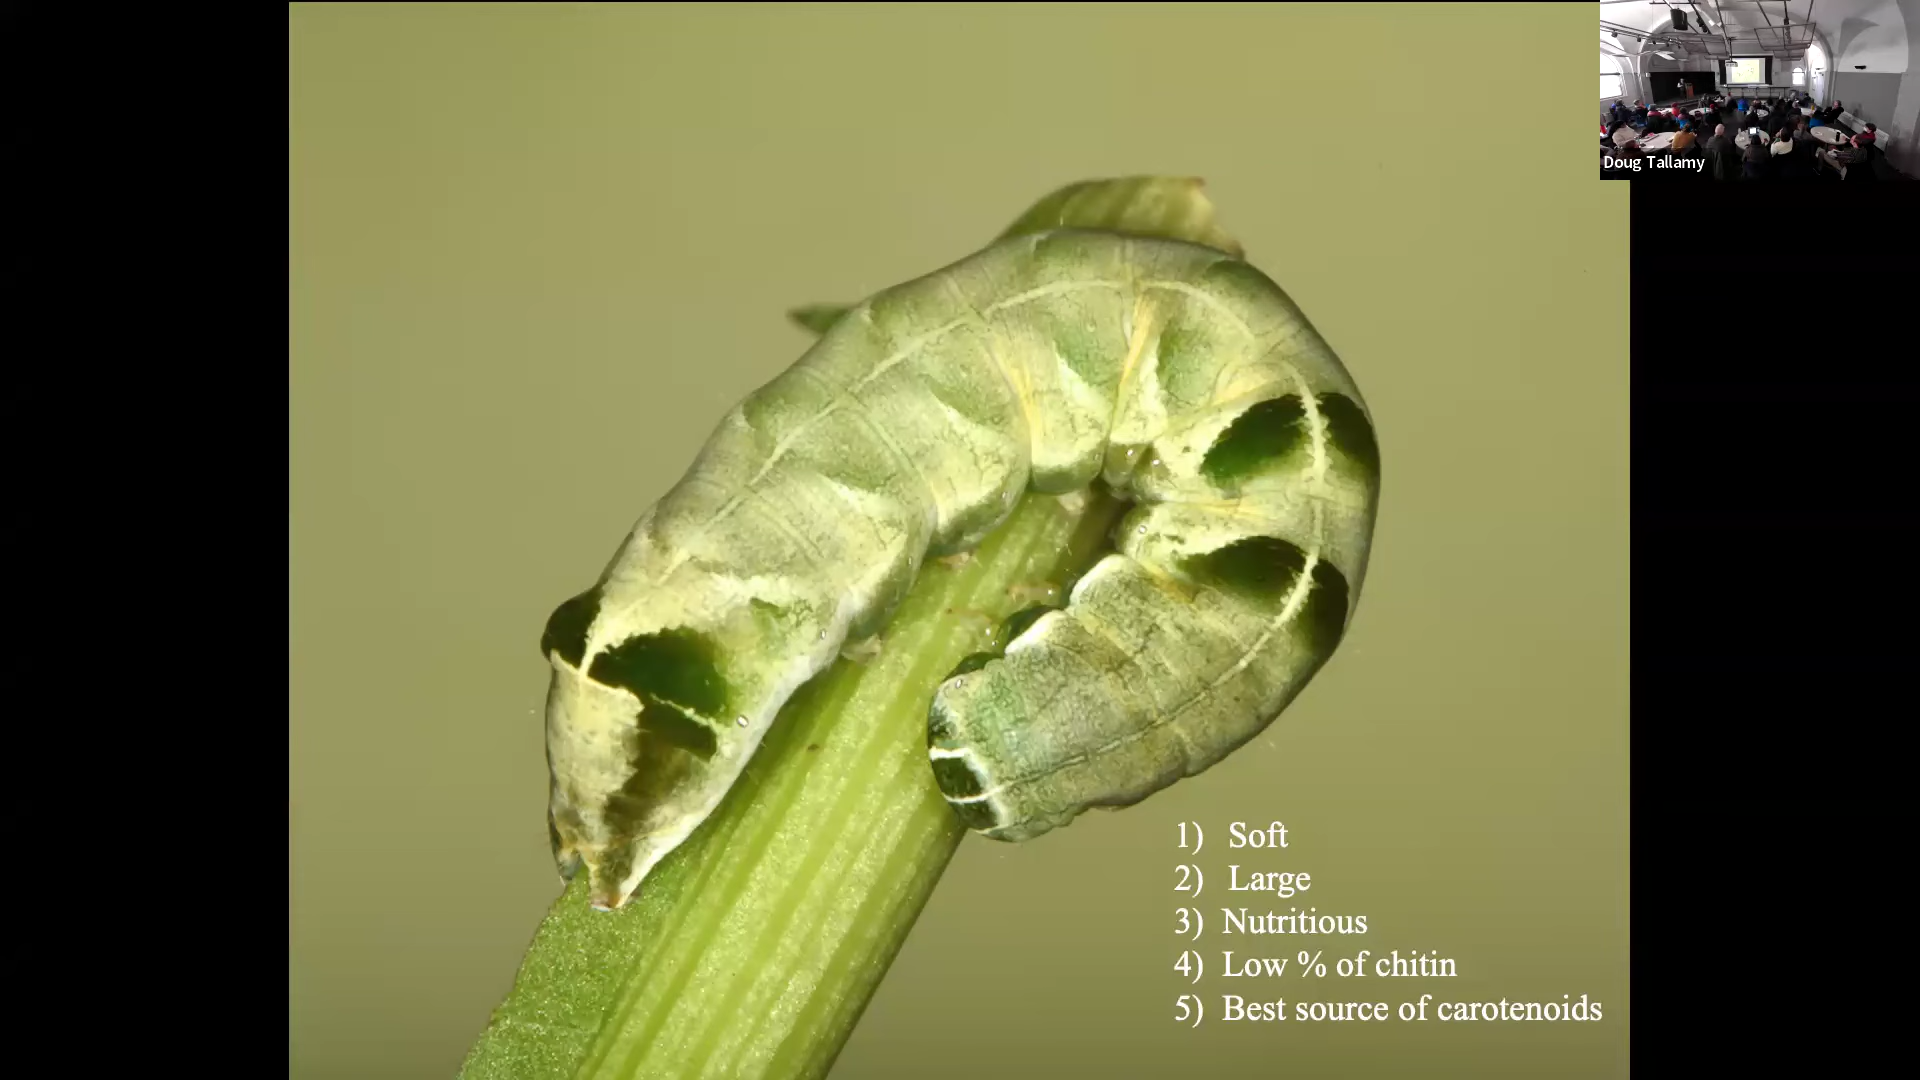 Doug Tallamy
1) Soft
2) Large
3) Nutritious
4) Low % of chitin
5) Best source of carotenoids